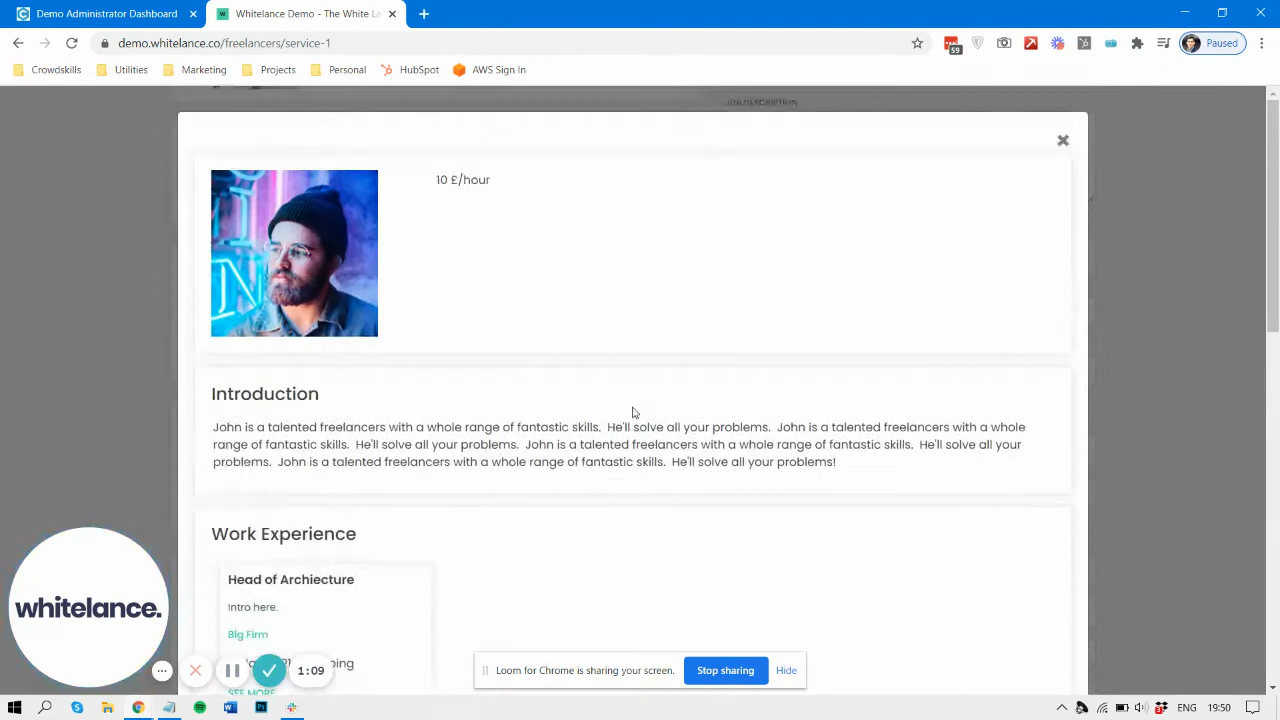 Demo Administrator Dashboard
Whitelance Demo - The White La
demo.whitelance.co/freelancers/service-1
59
Paused
Crowdskills
Utilities
Marketing
Projects
Personal
HubSpot
AWS Sign In
JOB DESCRIPTION
10 £/hour
Introduction
John is a talented freelancers with a whole range of fantastic skills. He'll solve all your problems. John is a talented freelancers with a whole
range of fantastic skills. He'll solve all your problems. John is a talented freelancers with a whole range of fantastic skills. He'll solve all your
problems. John is a talented freelancers with a whole range of fantastic skills. He'll solve all your problems!
Work Experience
Head of Archiecture
Intro here.
Big Firm
SEE MORE
whitelance.
1:09
Loom for Chrome is sharing your screen.
Stop sharing
Hide
ENG
19:50